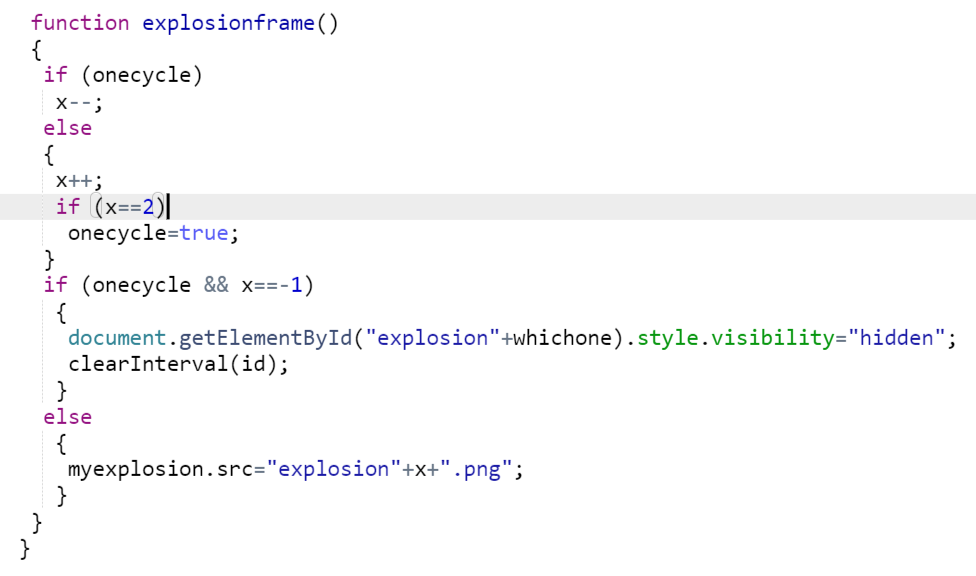 function explosionframe()
{
if (onecycle)
x--;
else
{
x++;
if (x==2)
onecycle=true;
}
if (onecycle && x==-1)
{
document.getElementById("explosion"+whichone).style.visibility="hidden";
clearInterval(id);
}
else
{
myexplosion.src="explosion"+x+".png";
}
}
}